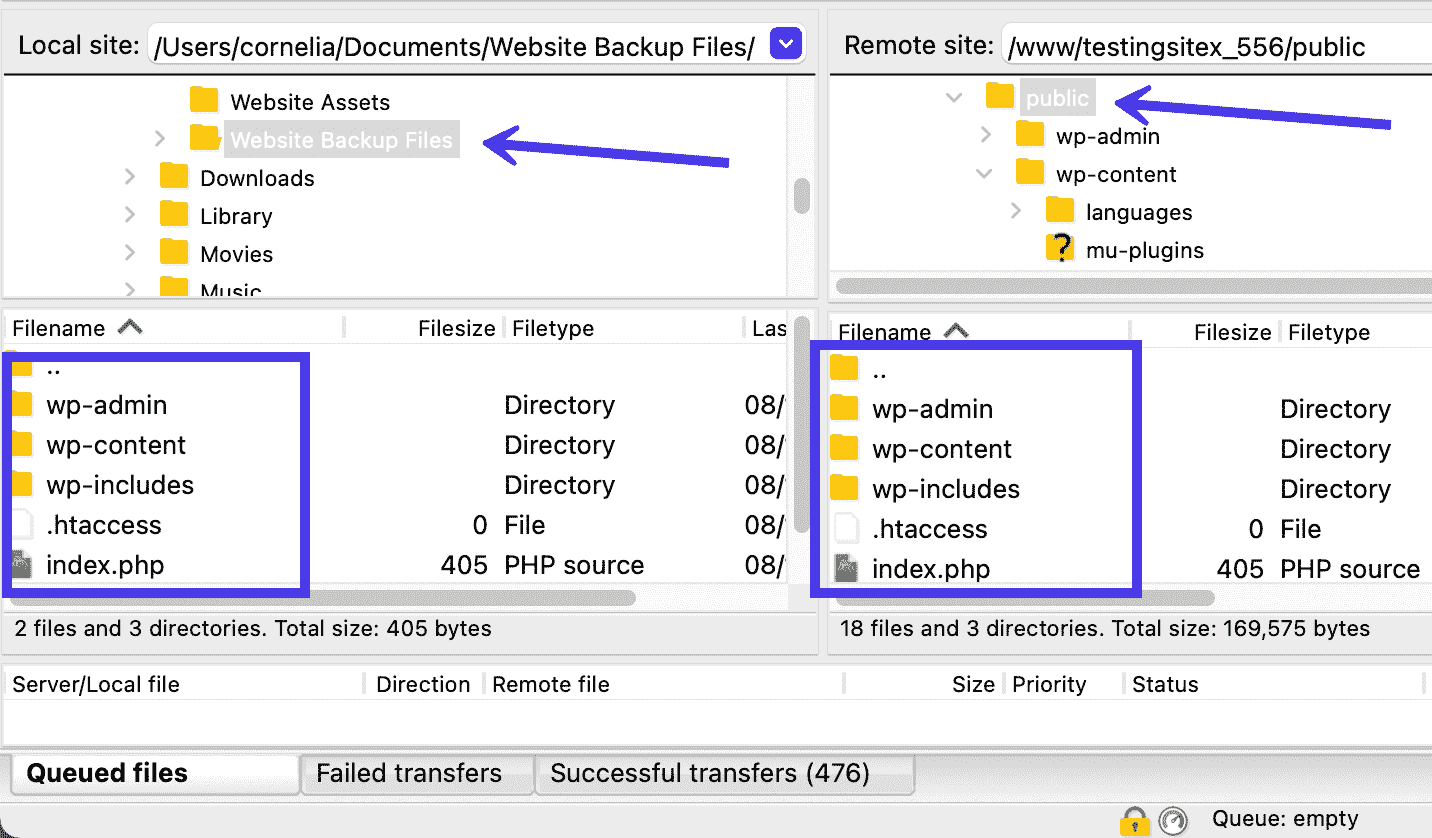 Local site: /Users/cornelia/Documents/Website Backup Files/
Website Assets
Website Backup Files
Downloads
Library
Movies
Music
Filename Filesize Filetype Las
..
wp-admin Directory 08/
wp-content Directory 08/
wp-includes Directory 08/
.htaccess 0 File 08/
index.php 405 PHP source 08/
2 files and 3 directories. Total size: 405 bytes
Remote site: /www/testingsitex_556/public
public
wp-admin
wp-content
languages
? mu-plugins
Filename Filesize Filetype
..
wp-admin Directory
wp-content Directory
wp-includes Directory
.htaccess 0 File
index.php 405 PHP source
18 files and 3 directories. Total size: 169,575 bytes
Server/Local file Direction Remote file Size Priority Status
Queued files Failed transfers Successful transfers (476)
Queue: empty